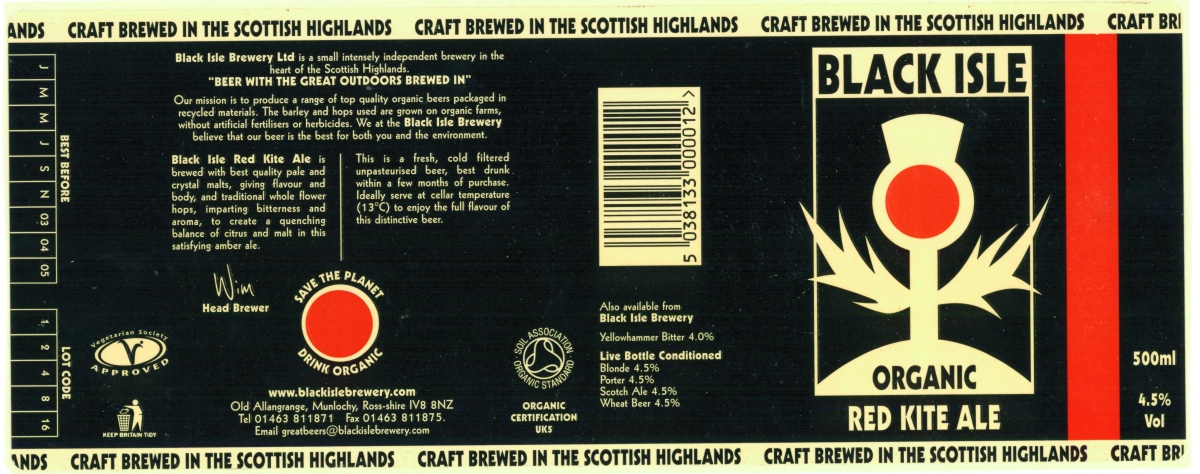 ANDS CRAFT BREWED IN THE SCOTTISH HIGHLANDS CRAFT BREWED IN THE SCOTTISH HIGHLANDS CRAFT BREWED IN THE SCOTTISH HIGHLANDS CRAFT BRI
J
M
M
J
S
N
03
04
05
BEST BEFORE
1
2
4
8
16
LOT CODE
Black Isle Brewery Ltd is a small intensely independent brewery in the
heart of the Scottish Highlands.
"BEER WITH THE GREAT OUTDOORS BREWED IN"
Our mission is to produce a range of top quality organic beers packaged in
recycled materials. The barley and hops used are grown on organic farms,
without artificial fertilisers or herbicides. We at the Black Isle Brewery
believe that our beer is the best for both you and the environment.
Black Isle Red Kite Ale is
brewed with best quality pale and
crystal malts, giving flavour and
body, and traditional whole flower
hops, imparting bitterness and
aroma, to create a quenching
balance of citrus and malt in this
satisfying amber ale.
This is a fresh, cold filtered
unpasteurised beer, best drunk
within a few months of purchase.
Ideally serve at cellar temperature
(13°C) to enjoy the full flavour of
this distinctive beer.
Wim
Head Brewer
SAVE THE PLANET
DRINK ORGANIC
Vegetarian Society
APPROVED
KEEP BRITAIN TIDY
www.blackislebrewery.com
Old Allangrange, Munlochy, Ross-shire IV8 8NZ
Tel 01463 811871 Fax 01463 811875.
Email greatbeers@blackislebrewery.com
SOIL ASSOCIATION
ORGANIC STANDARD
ORGANIC
CERTIFICATION
UK5
5 038133 000012 >
Also available from
Black Isle Brewery
Yellowhammer Bitter 4.0%
Live Bottle Conditioned
Blonde 4.5%
Porter 4.5%
Scotch Ale 4.5%
Wheat Beer 4.5%
BLACK ISLE
ORGANIC
RED KITE ALE
500ml
4.5%
Vol
ANDS CRAFT BREWED IN THE SCOTTISH HIGHLANDS CRAFT BREWED IN THE SCOTTISH HIGHLANDS CRAFT BREWED IN THE SCOTTISH HIGHLANDS CRAFT BRI